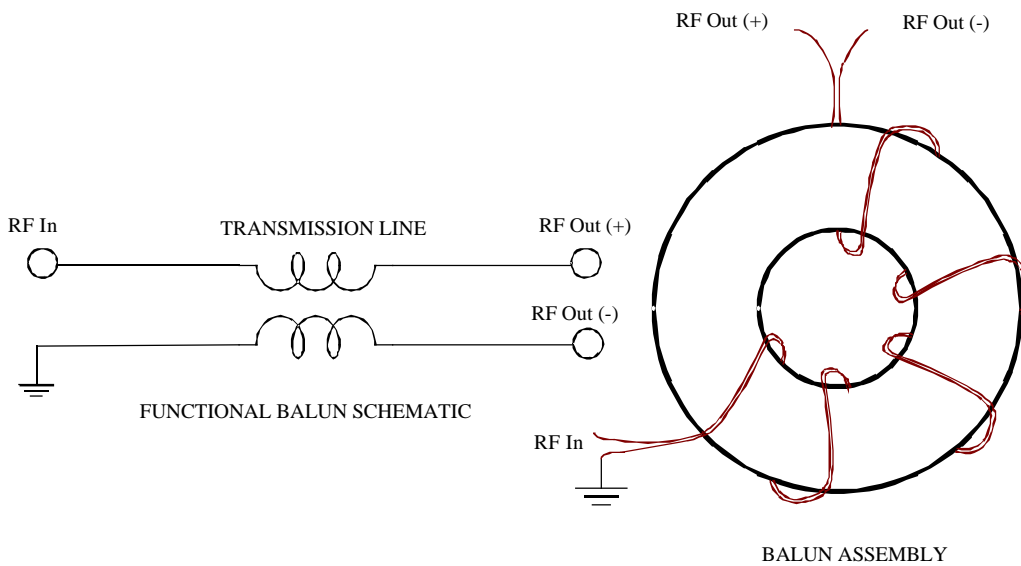 RF Out (+)
RF Out (-)
RF In
TRANSMISSION LINE
RF Out (+)
RF Out (-)
FUNCTIONAL BALUN SCHEMATIC
RF In
BALUN ASSEMBLY